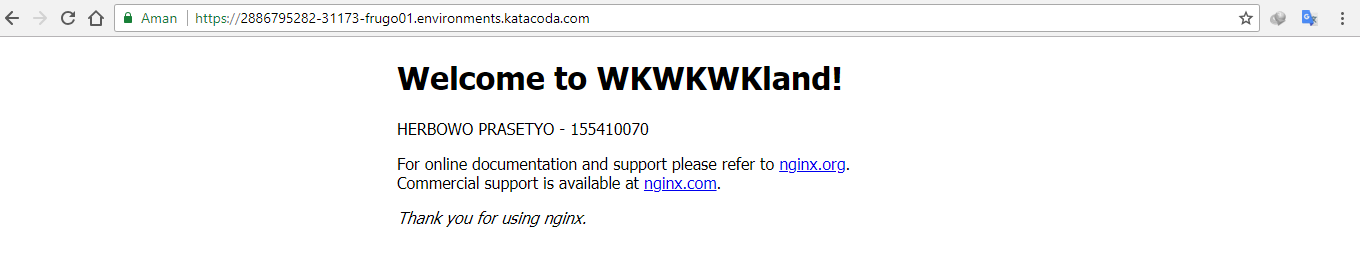 Aman https://2886795282-31173-frugo01.environments.katacoda.com
Welcome to WKWKWKland!
HERBOWO PRASETYO - 155410070
For online documentation and support please refer to nginx.org.
Commercial support is available at nginx.com.
Thank you for using nginx.